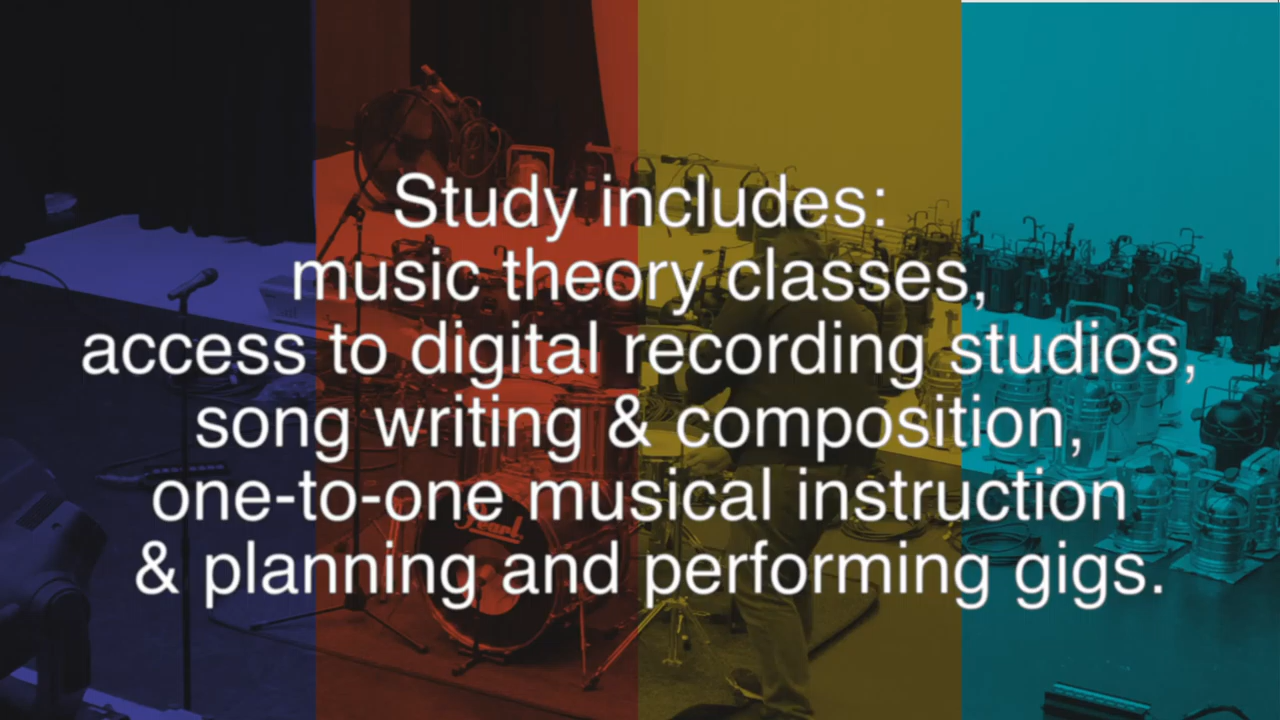 Study includes:
music theory classes,
access to digital recording studios,
song writing & composition,
one-to-one musical instruction
& planning and performing gigs.
Pearl